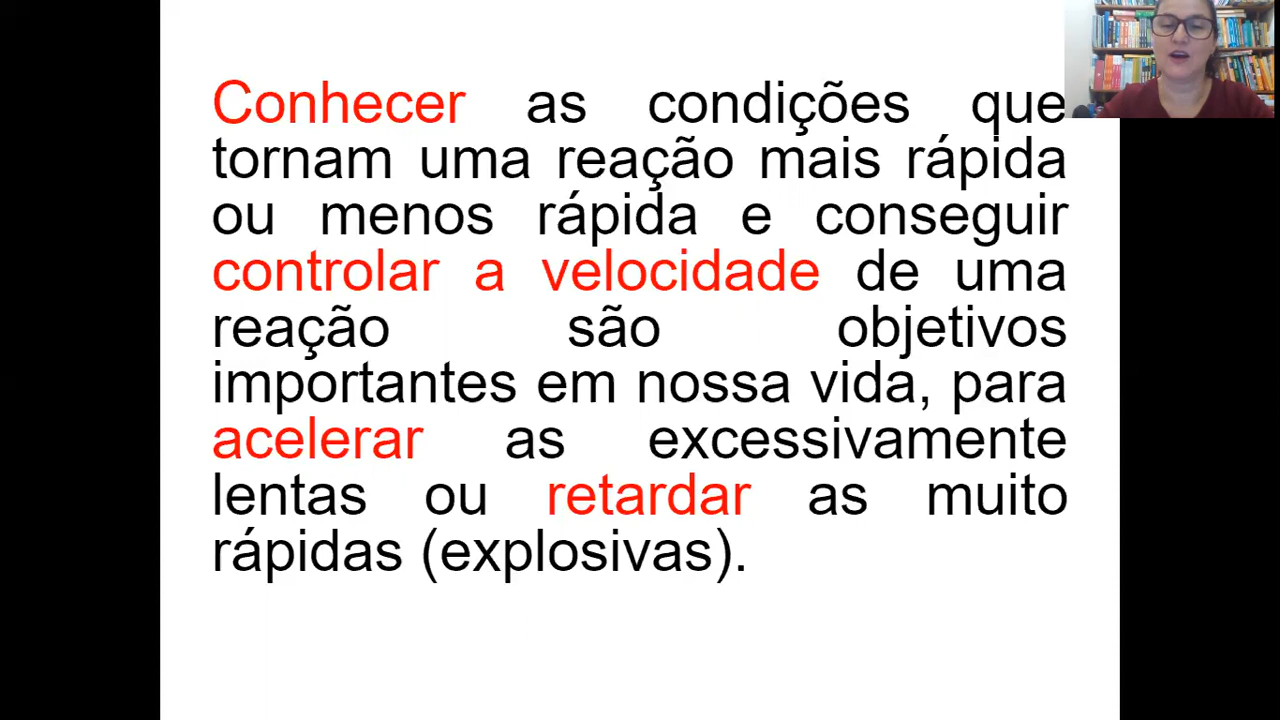 Conhecer as condições que
tornam uma reação mais rápida
ou menos rápida e conseguir
controlar a velocidade de uma
reação são objetivos
importantes em nossa vida, para
acelerar as excessivamente
lentas ou retardar as muito
rápidas (explosivas).